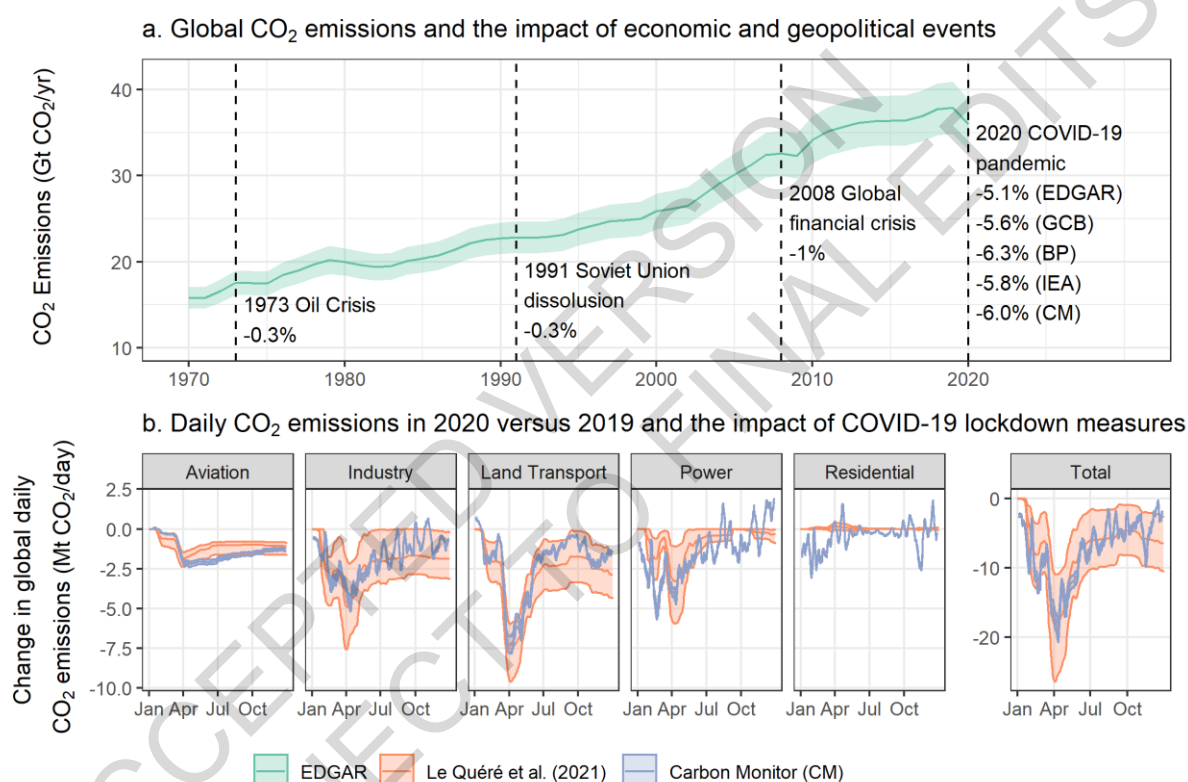 a. Global CO₂ emissions and the impact of economic and geopolitical events
CO₂ Emissions (Gt CO₂/yr)
40
30
20
10
1973 Oil Crisis
-0.3%
1991 Soviet Union
dissolusion
-0.3%
2008 Global
financial crisis
-1%
2020 COVID-19
pandemic
-5.1% (EDGAR)
-5.6% (GCB)
-6.3% (BP)
-5.8% (IEA)
-6.0% (CM)
1970 1980 1990 2000 2010 2020
b. Daily CO₂ emissions in 2020 versus 2019 and the impact of COVID-19 lockdown measures
Change in global daily
CO₂ emissions (Mt CO₂/day)
Aviation Industry Land Transport Power Residential Total
2.5
0.0
-2.5
-5.0
-7.5
-10.0
0
-10
-20
Jan Apr Jul Oct Jan Apr Jul Oct Jan Apr Jul Oct Jan Apr Jul Oct Jan Apr Jul Oct Jan Apr Jul Oct
EDGAR Le Quéré et al. (2021) Carbon Monitor (CM)
CCEPTED VERSION
JECT TO FINAL EDITS